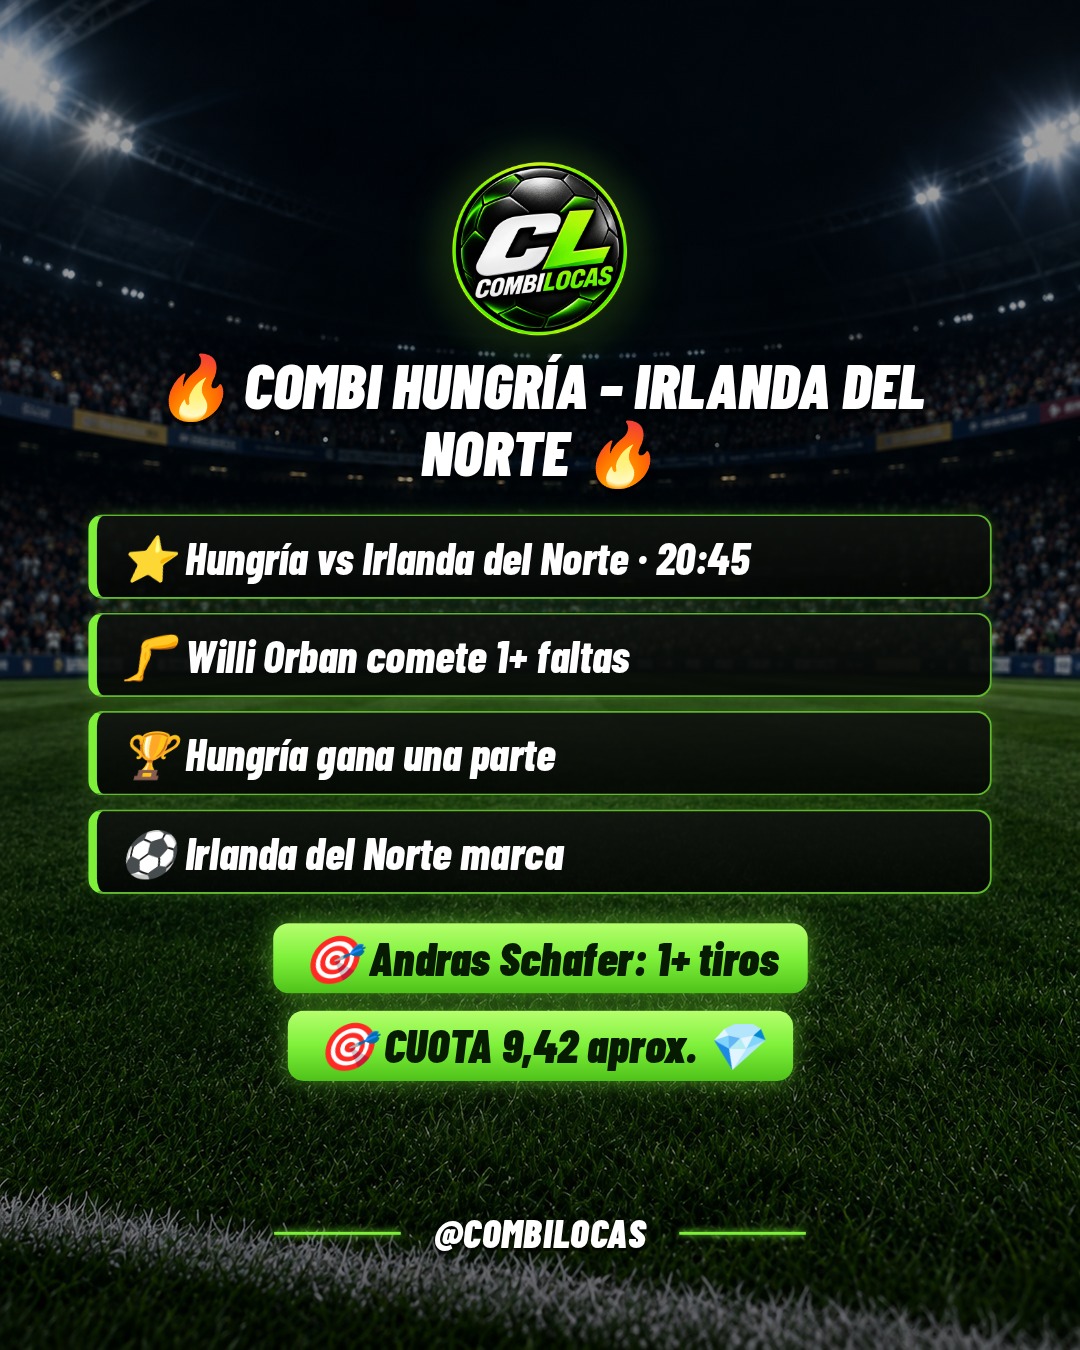 CL
COMBILOCAS
🔥 COMBI HUNGRÍA - IRLANDA DEL
NORTE 🔥
⭐ Hungría vs Irlanda del Norte · 20:45
🦵 Willi Orban comete 1+ faltas
🏆 Hungría gana una parte
⚽ Irlanda del Norte marca
🎯 Andras Schafer: 1+ tiros
🎯 CUOTA 9,42 aprox. 💎
@COMBILOCAS